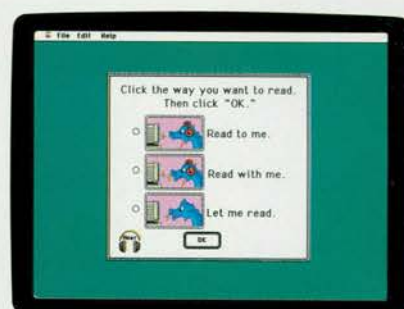 File Edit Help
Click the way you want to read.
Then click "OK."
Read to me.
Read with me.
Let me read.
OK